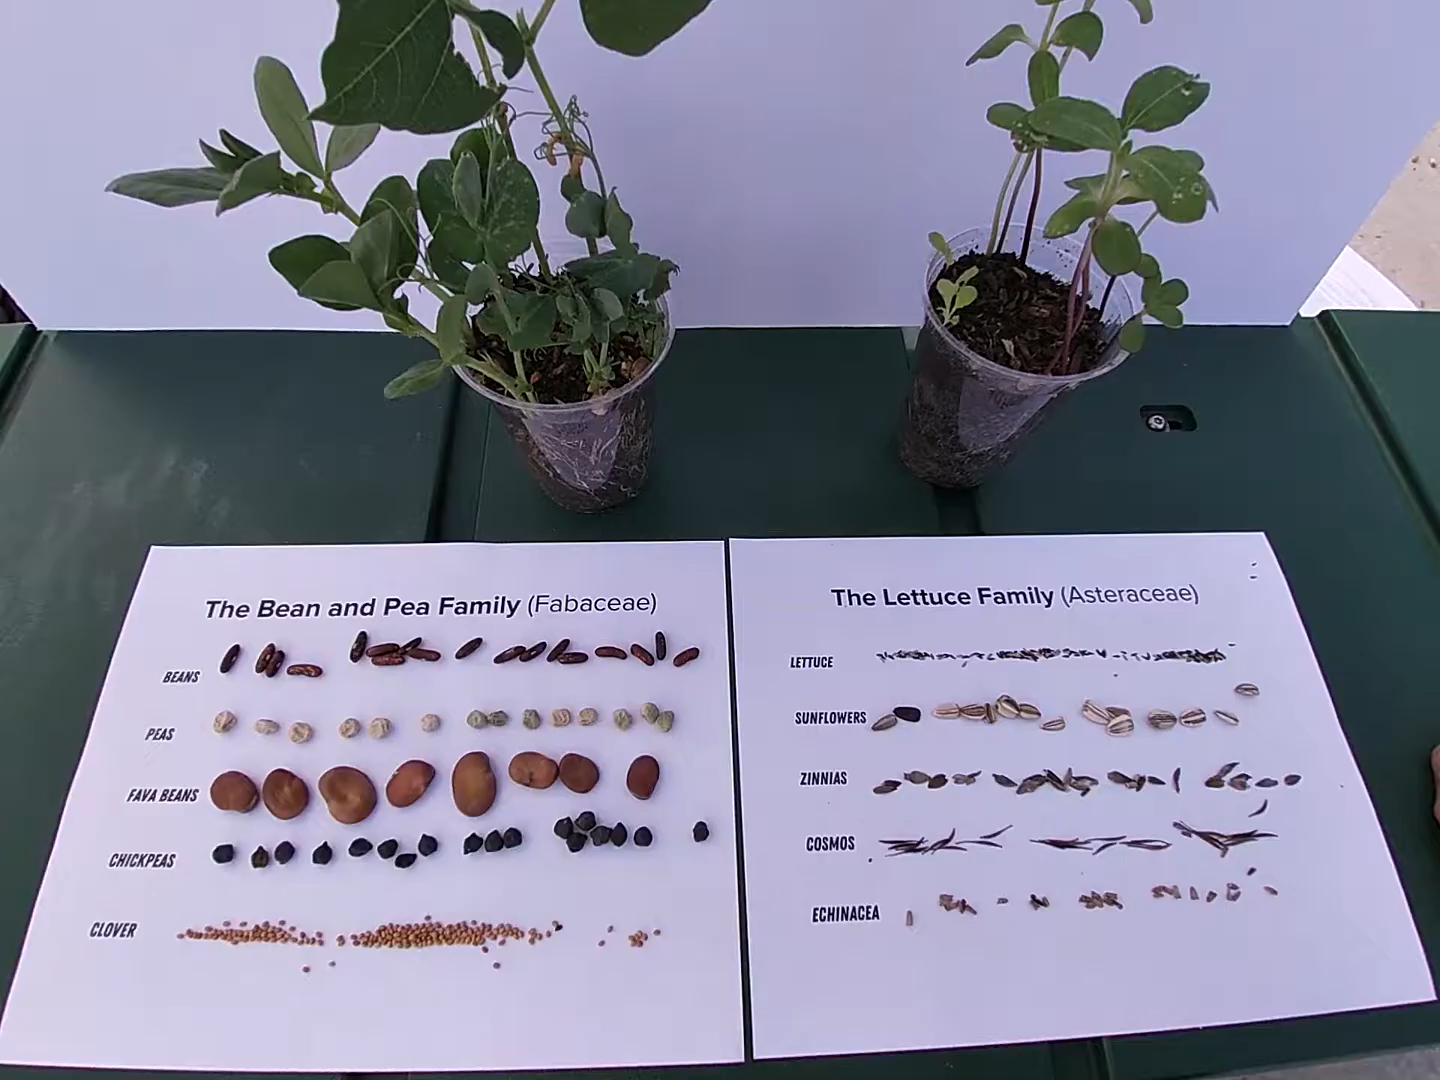 The Bean and Pea Family (Fabaceae)
BEANS
PEAS
FAVA BEANS
CHICKPEAS
CLOVER
The Lettuce Family (Asteraceae)
LETTUCE
SUNFLOWERS
ZINNIAS
COSMOS
ECHINACEA